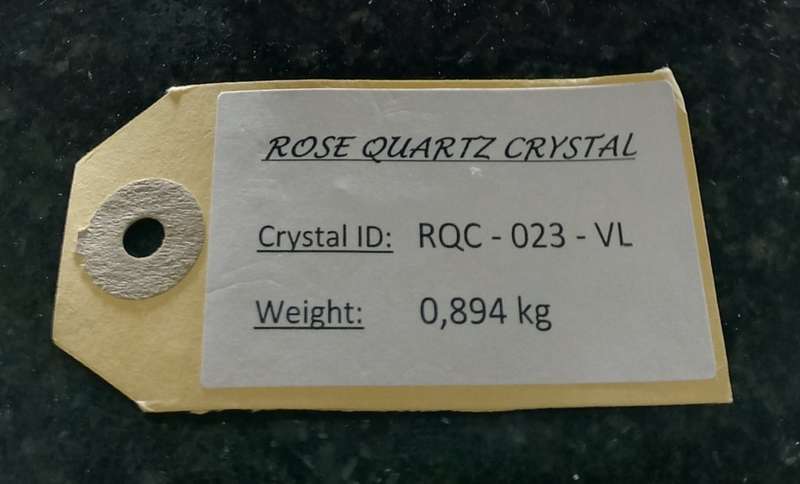 ROSE QUARTZ CRYSTAL
Crystal ID: RQC - 023 - VL
Weight: 0,894 kg